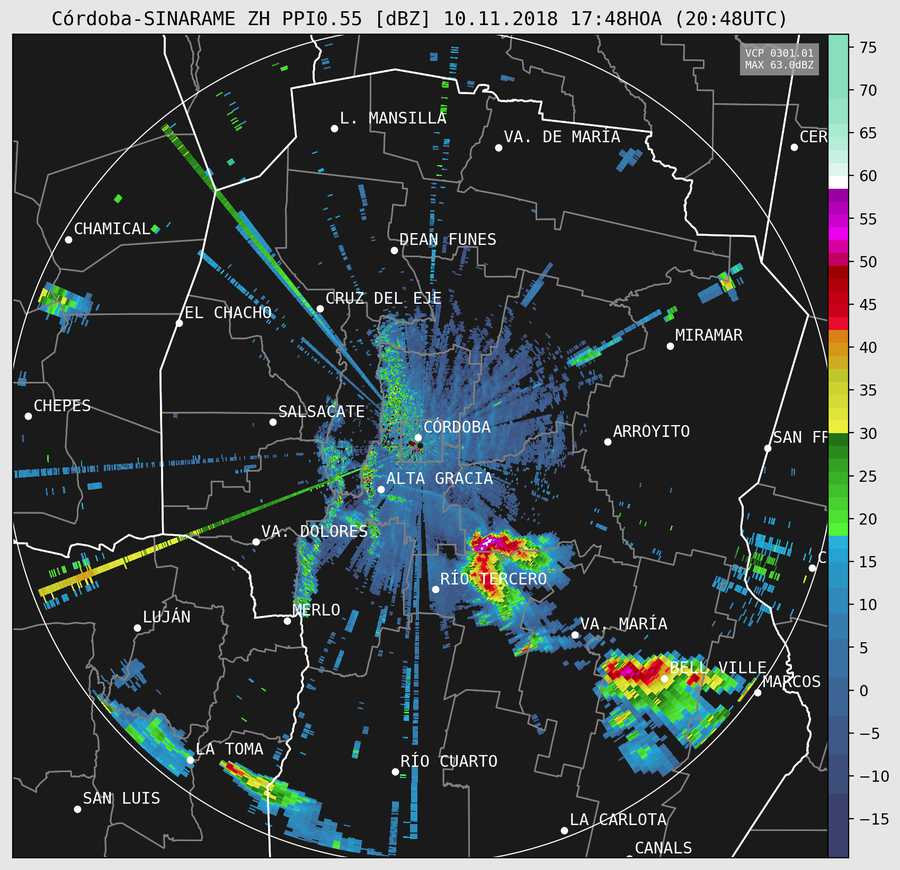 Córdoba-SINARAME ZH PPI0.55 [dBZ] 10.11.2018 17:48HOA (20:48UTC)
VCP 0301.01
MAX 63.0dBZ
75
70
65
60
55
50
45
40
35
30
25
20
15
10
5
0
−5
−10
−15
L. MANSILLA
VA. DE MARÍA
CER
CHAMICAL
DEAN FUNES
CRUZ DEL EJE
EL CHACHO
MIRAMAR
CHEPES
SALSACATE
CÓRDOBA
ARROYITO
SAN FR
ALTA GRACIA
VA. DOLORES
C
RÍO TERCERO
MERLO
LUJÁN
VA. MARÍA
BELL VILLE
MARCOS
LA TOMA
RÍO CUARTO
SAN LUIS
LA CARLOTA
CANALS